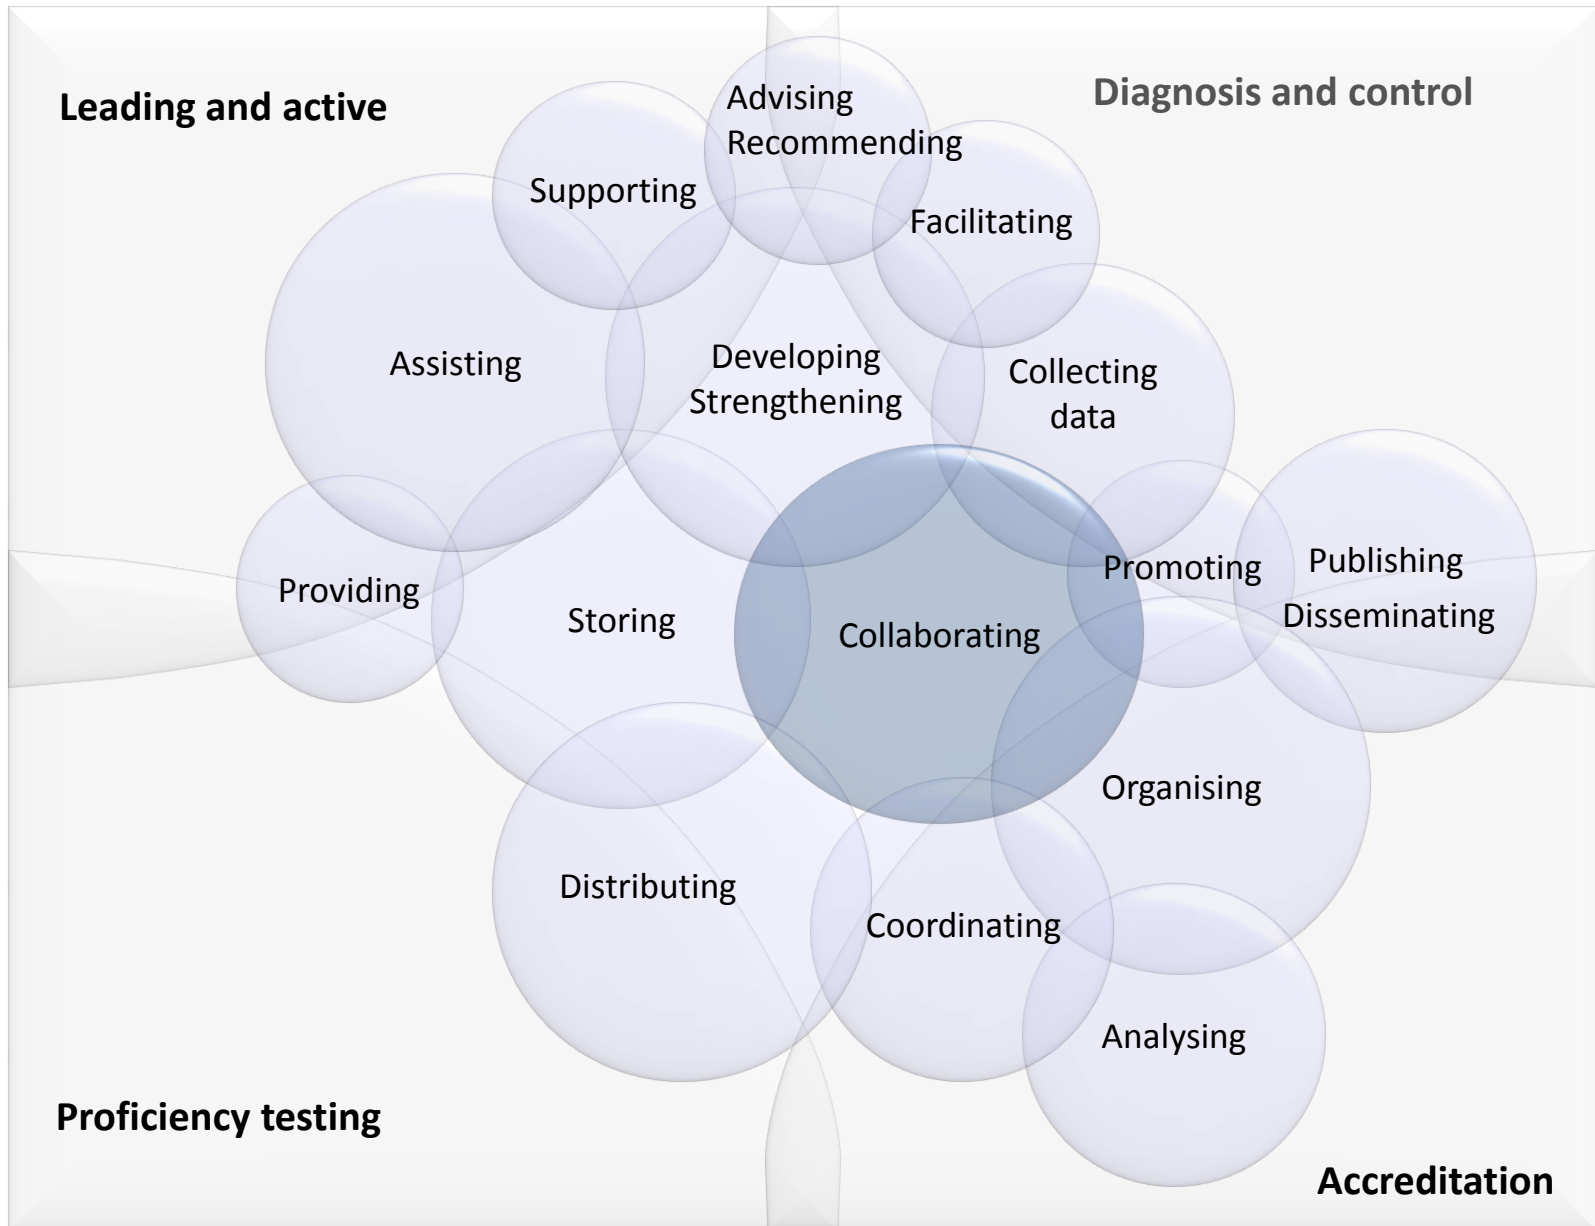 Leading and active
Diagnosis and control
Advising
Recommending
Supporting
Facilitating
Assisting
Developing
Strengthening
Collecting
data
Providing
Storing
Collaborating
Promoting
Publishing
Disseminating
Organising
Distributing
Coordinating
Analysing
Proficiency testing
Accreditation